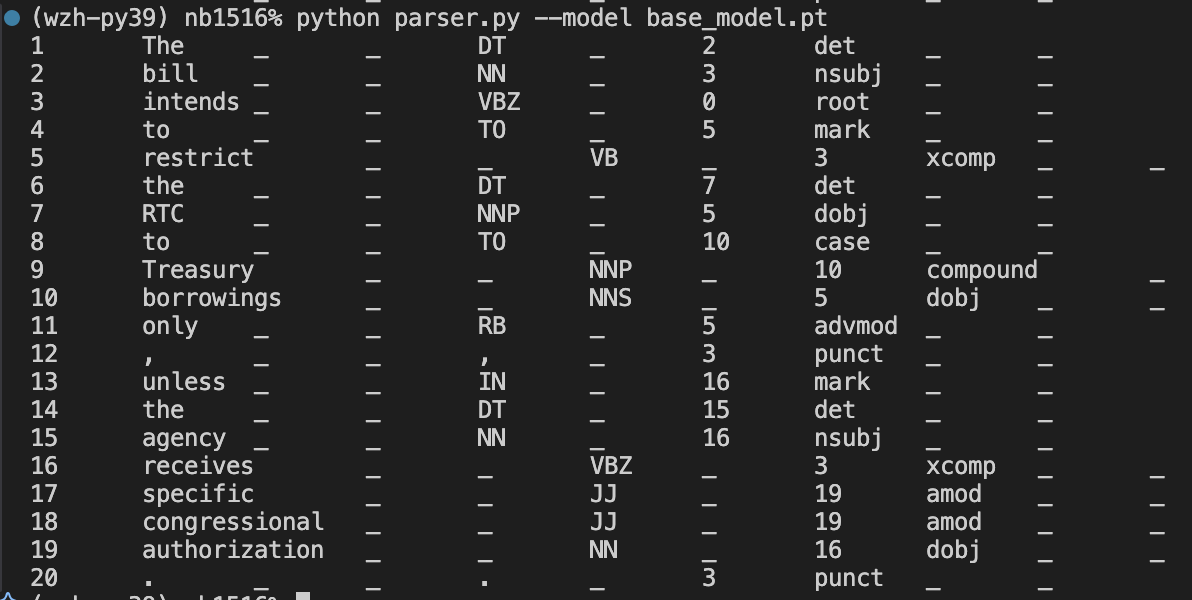 (wzh-py39) nb1516% python parser.py --model base_model.pt
1 The _ _ DT _ 2 det _ _
2 bill _ _ NN _ 3 nsubj _ _
3 intends _ _ VBZ _ 0 root _ _
4 to _ _ TO _ 5 mark _ _
5 restrict _ _ VB _ 3 xcomp _ _
6 the _ _ DT _ 7 det _ _
7 RTC _ _ NNP _ 5 dobj _ _
8 to _ _ TO _ 10 case _ _
9 Treasury _ _ NNP _ 10 compound _
10 borrowings _ _ NNS _ 5 dobj _ _
11 only _ _ RB _ 5 advmod _ _
12 , _ _ , _ 3 punct _ _
13 unless _ _ IN _ 16 mark _ _
14 the _ _ DT _ 15 det _ _
15 agency _ _ NN _ 16 nsubj _ _
16 receives _ _ VBZ _ 3 xcomp _ _
17 specific _ _ JJ _ 19 amod _ _
18 congressional _ _ JJ _ 19 amod _ _
19 authorization _ _ NN _ 16 dobj _ _
20 . _ _ . _ 3 punct _ _
(wzh-py39) nb1516%